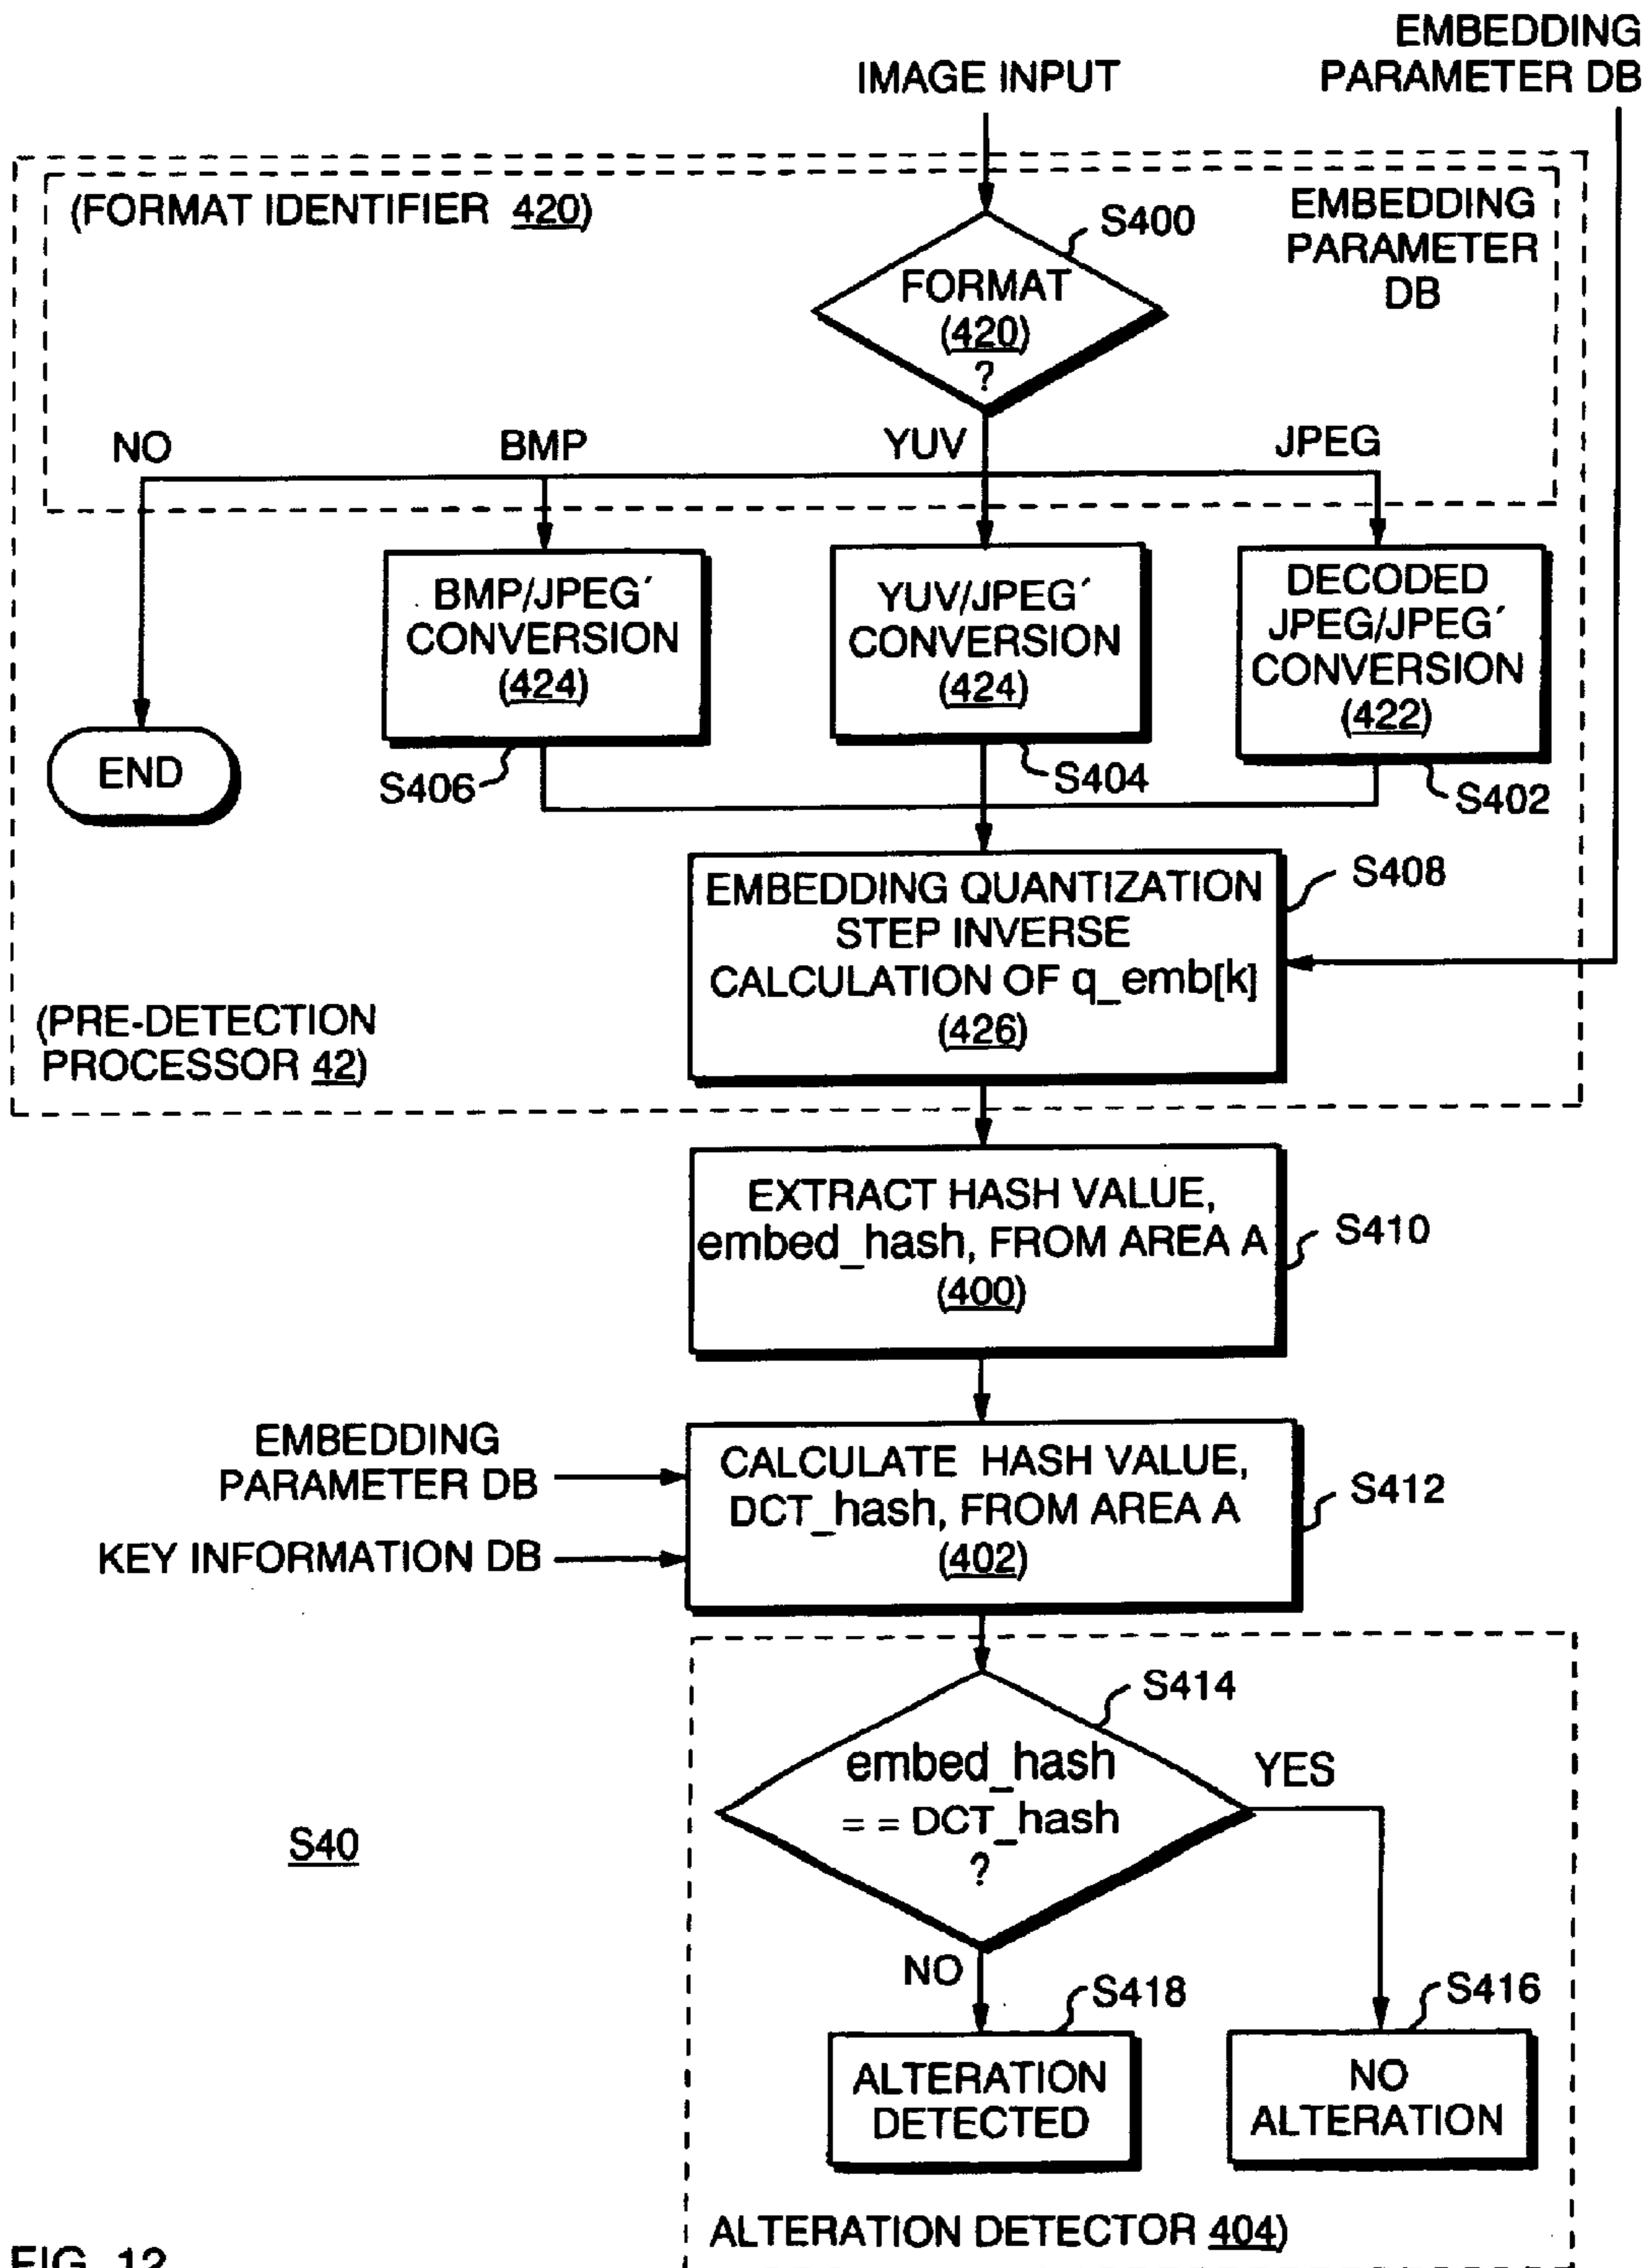 EMBEDDING
PARAMETER DB
IMAGE INPUT
(FORMAT IDENTIFIER 420)
EMBEDDING
PARAMETER
DB
S400
FORMAT
(420)
?
NO
BMP
YUV
JPEG
BMP/JPEG´
CONVERSION
(424)
YUV/JPEG´
CONVERSION
(424)
DECODED
JPEG/JPEG´
CONVERSION
(422)
END
S406
S404
S402
EMBEDDING QUANTIZATION
STEP INVERSE
CALCULATION OF q_emb[k]
(426)
S408
(PRE-DETECTION
PROCESSOR 42)
EXTRACT HASH VALUE,
embed_hash, FROM AREA A
(400)
S410
EMBEDDING
PARAMETER DB
KEY INFORMATION DB
CALCULATE HASH VALUE,
DCT_hash, FROM AREA A
(402)
S412
S414
embed_hash
= = DCT_hash
?
YES
NO
S40
S418
S416
ALTERATION
DETECTED
NO
ALTERATION
ALTERATION DETECTOR 404)
FIG. 12